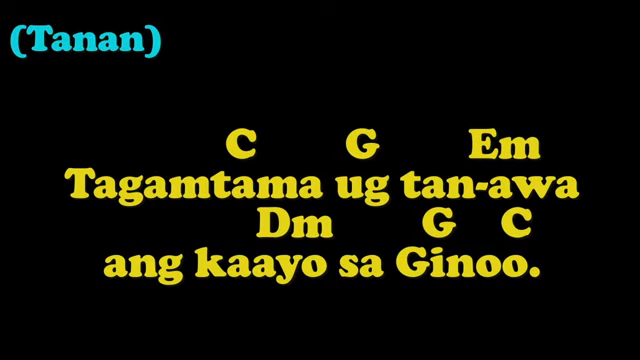 (Tanan)
C G Em
Tagamtama ug tan-awa
Dm G C
ang kaayo sa Ginoo.